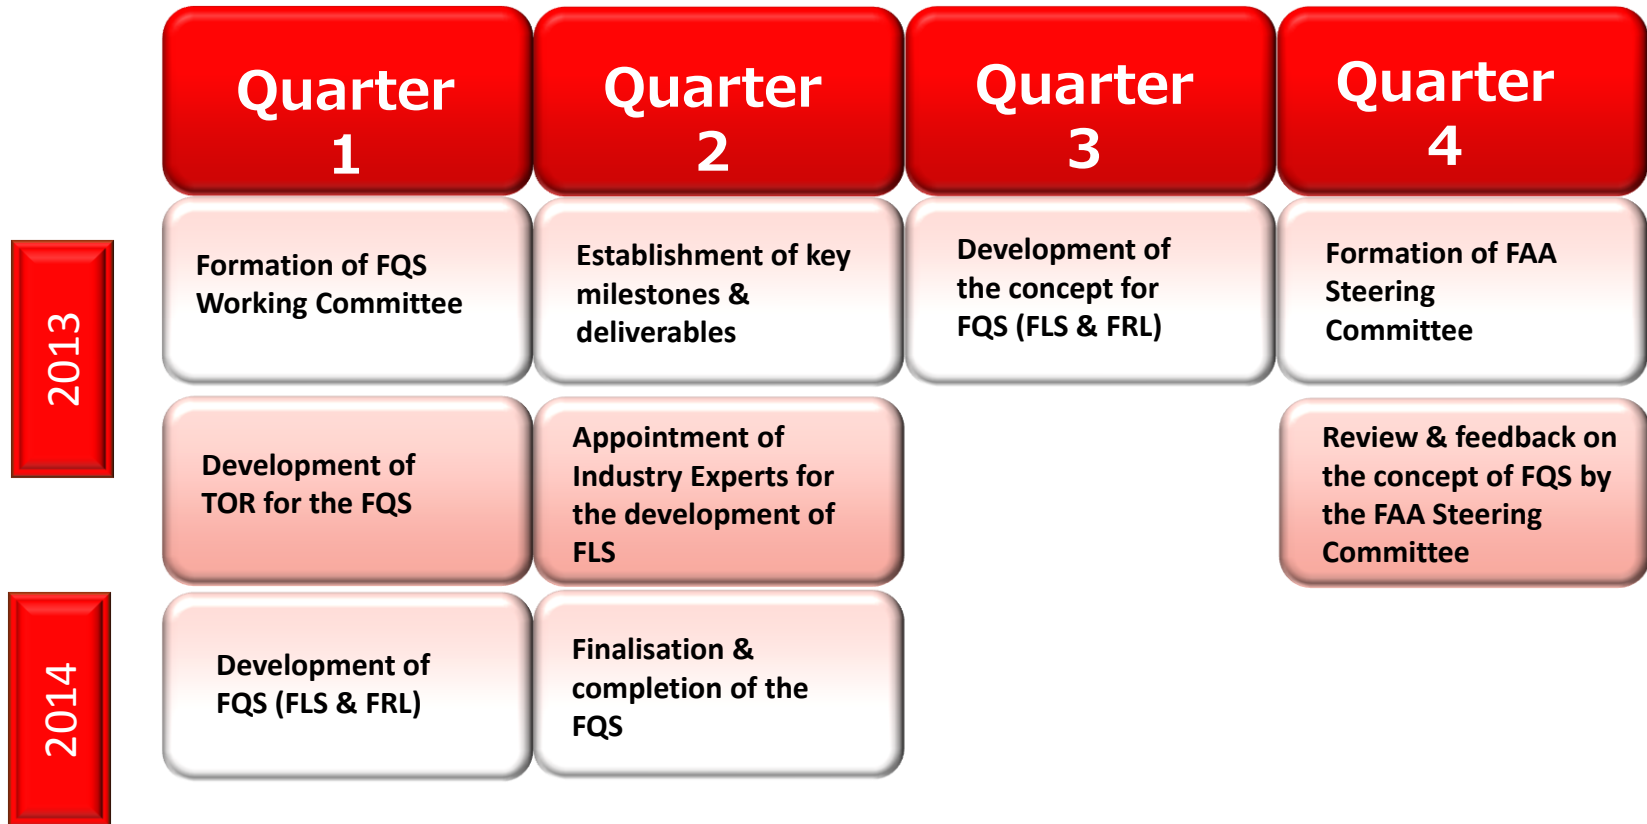 Quarter
1
Quarter
2
Quarter
3
Quarter
4
2013
Formation of FQS
Working Committee
Establishment of key
milestones &
deliverables
Development of
the concept for
FQS (FLS & FRL)
Formation of FAA
Steering
Committee
Development of
TOR for the FQS
Appointment of
Industry Experts for
the development of
FLS
Review & feedback on
the concept of FQS by
the FAA Steering
Committee
2014
Development of
FQS (FLS & FRL)
Finalisation &
completion of the
FQS